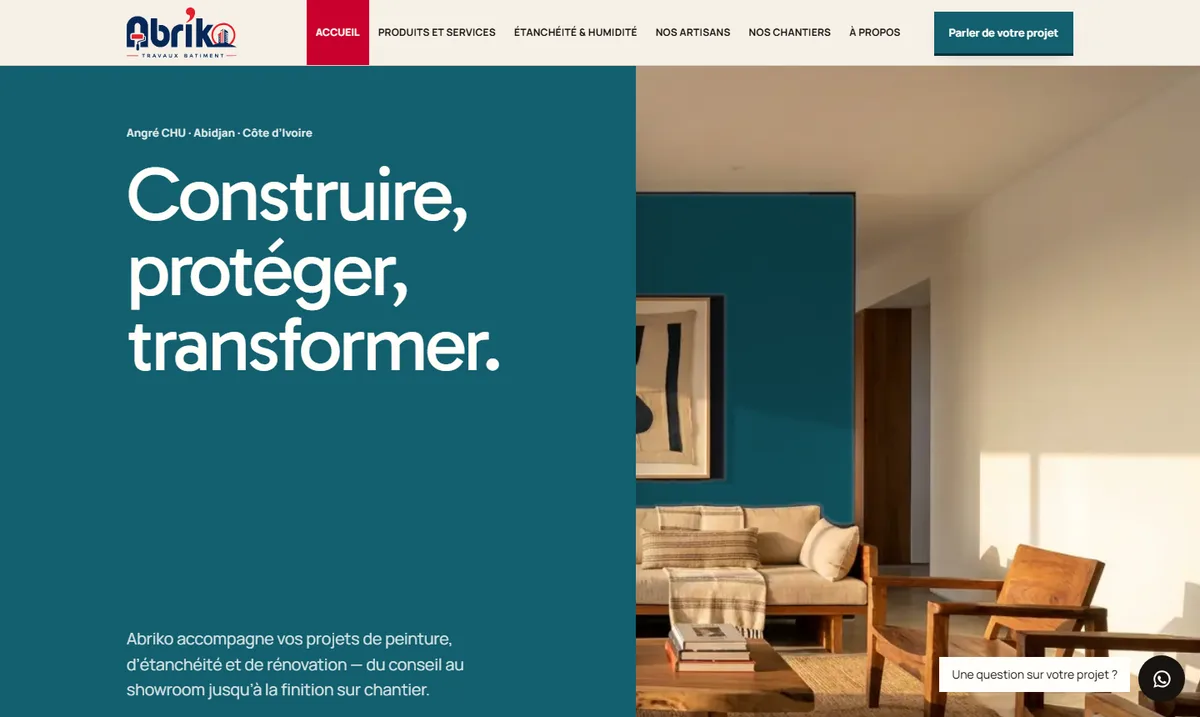 Abriko
TRAVAUX BATIMENT
ACCUEIL
PRODUITS ET SERVICES
ÉTANCHÉITÉ & HUMIDITÉ
NOS ARTISANS
NOS CHANTIERS
À PROPOS
Parler de votre projet
Angré CHU · Abidjan · Côte d’Ivoire
Construire,
protéger,
transformer.
Abriko accompagne vos projets de peinture,
d’étanchéité et de rénovation — du conseil au
showroom jusqu’à la finition sur chantier.
Une question sur votre projet ?